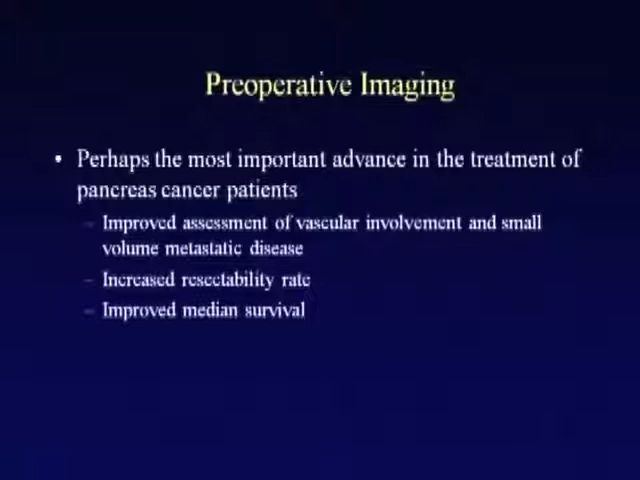 Preoperative Imaging
• Perhaps the most important advance in the treatment of
pancreas cancer patients
– Improved assessment of vascular involvement and small
volume metastatic disease
– Increased resectability rate
– Improved median survival